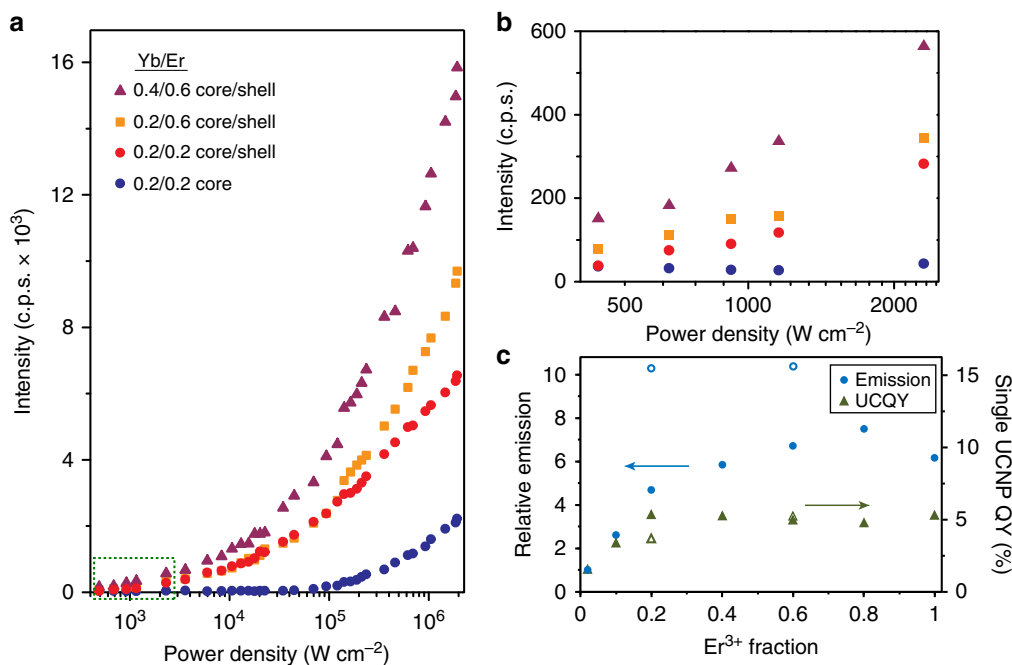 a
Intensity (c.p.s. × 10³)
16
12
8
4
0
Yb/Er
0.4/0.6 core/shell
0.2/0.6 core/shell
0.2/0.2 core/shell
0.2/0.2 core
10³
10⁴
10⁵
10⁶
Power density (W cm⁻²)
b
Intensity (c.p.s.)
600
400
200
0
500
1000
2000
Power density (W cm⁻²)
c
Relative emission
10
8
6
4
2
0
Emission
UCQY
15
10
5
0
Single UCNP QY (%)
0
0.2
0.4
0.6
0.8
1
Er³⁺ fraction